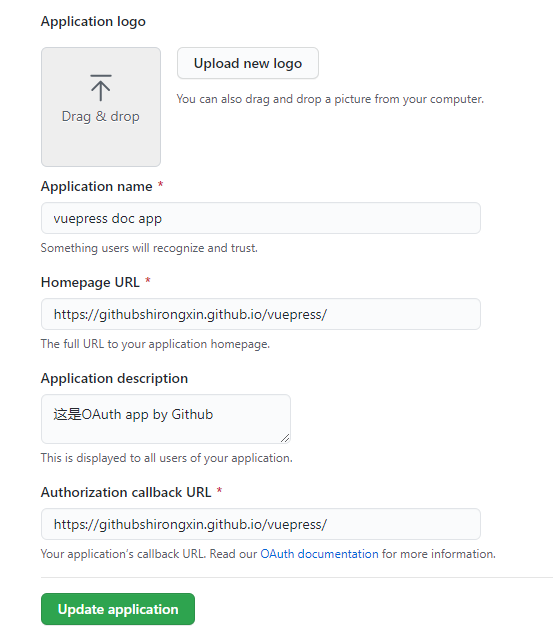 Application logo
Upload new logo
Drag & drop
You can also drag and drop a picture from your computer.
Application name *
vuepress doc app
Something users will recognize and trust.
Homepage URL *
https://githubshirongxin.github.io/vuepress/
The full URL to your application homepage.
Application description
这是OAuth app by Github
This is displayed to all users of your application.
Authorization callback URL *
https://githubshirongxin.github.io/vuepress/
Your application's callback URL. Read our OAuth documentation for more information.
Update application